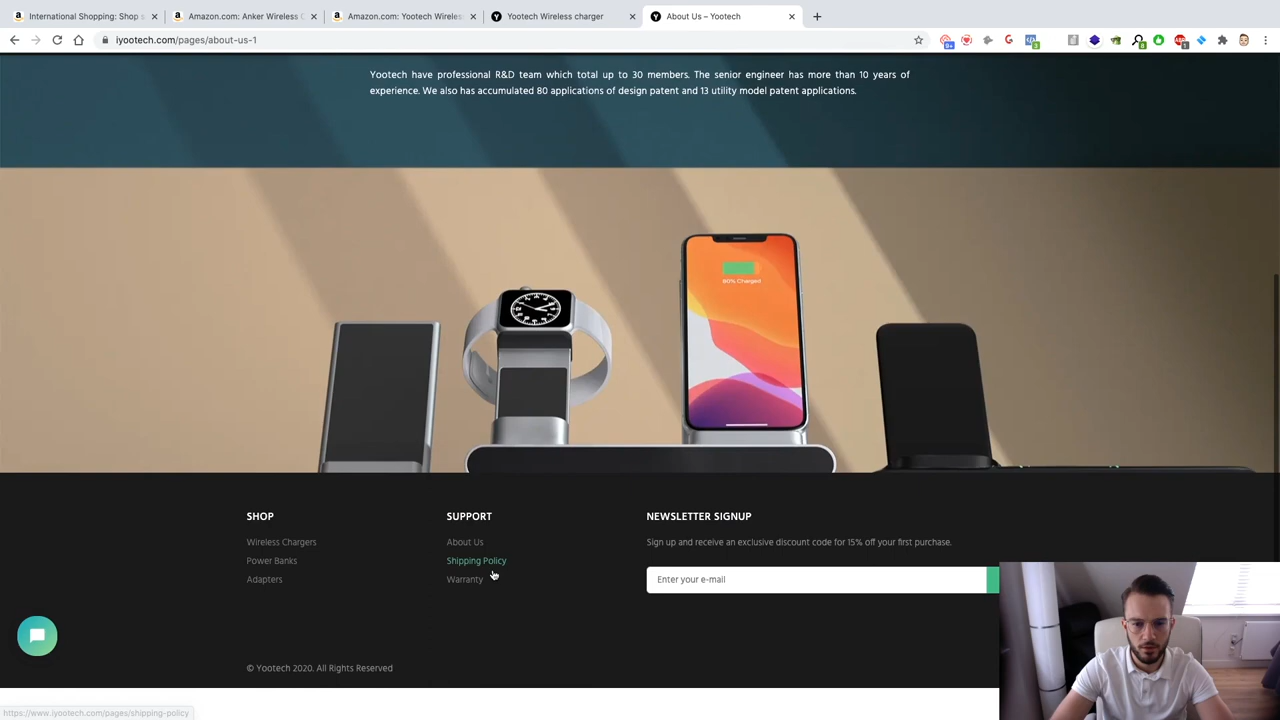 International Shopping: Shop s
Amazon.com: Anker Wireless C
Amazon.com: Yootech Wireless
Yootech Wireless charger
About Us – Yootech
iyootech.com/pages/about-us-1
Yootech have professional R&D team which total up to 30 members. The senior engineer has more than 10 years of
experience. We also has accumulated 80 applications of design patent and 13 utility model patent applications.
SHOP
SUPPORT
NEWSLETTER SIGNUP
Wireless Chargers
About Us
Sign up and receive an exclusive discount code for 15% off your first purchase.
Power Banks
Shipping Policy
Adapters
Warranty
Enter your e-mail
© Yootech 2020. All Rights Reserved
https://www.iyootech.com/pages/shipping-policy